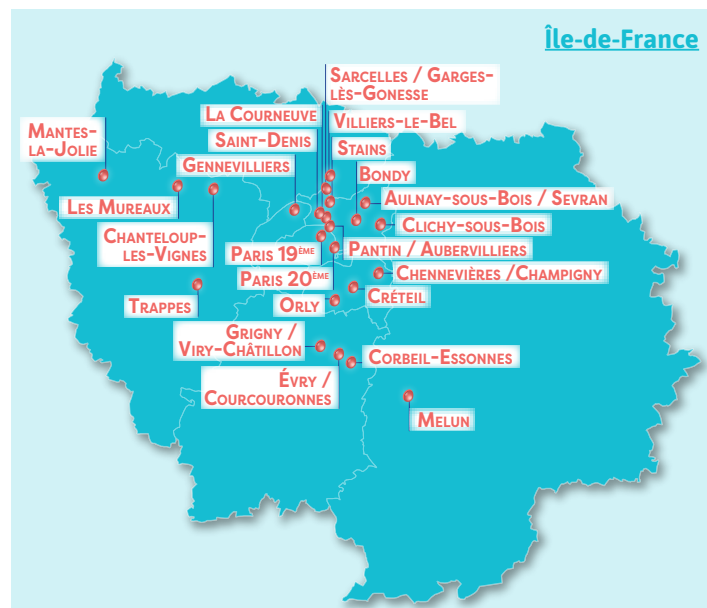 Île-de-France
Sarcelles / Garges-
lès-Gonesse
La Courneuve
Villiers-le-Bel
Mantes-
la-Jolie
Saint-Denis
Stains
Gennevilliers
Bondy
Les Mureaux
Aulnay-sous-Bois / Sevran
Clichy-sous-Bois
Chanteloup-
les-Vignes
Paris 19ème
Pantin / Aubervilliers
Paris 20ème
Chennevières /Champigny
Trappes
Orly
Créteil
Grigny /
Viry-Châtillon
Corbeil-Essonnes
Évry /
Courcouronnes
Melun